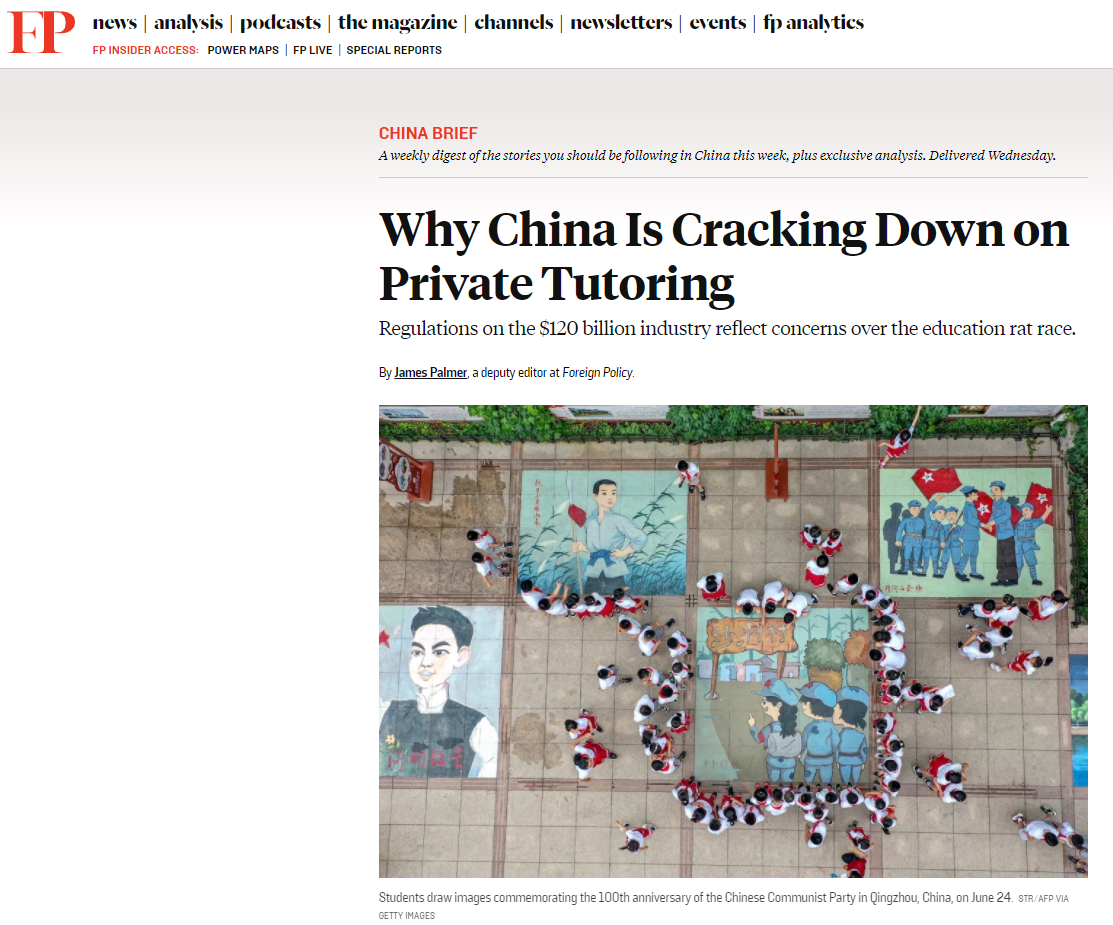 FP
news | analysis | podcasts | the magazine | channels | newsletters | events | fp analytics
FP INSIDER ACCESS: POWER MAPS | FP LIVE | SPECIAL REPORTS
CHINA BRIEF
A weekly digest of the stories you should be following in China this week, plus exclusive analysis. Delivered Wednesday.
Why China Is Cracking Down on
Private Tutoring
Regulations on the $120 billion industry reflect concerns over the education rat race.
By James Palmer, a deputy editor at Foreign Policy.
Students draw images commemorating the 100th anniversary of the Chinese Communist Party in Qingzhou, China, on June 24. STR/AFP VIA
GETTY IMAGES